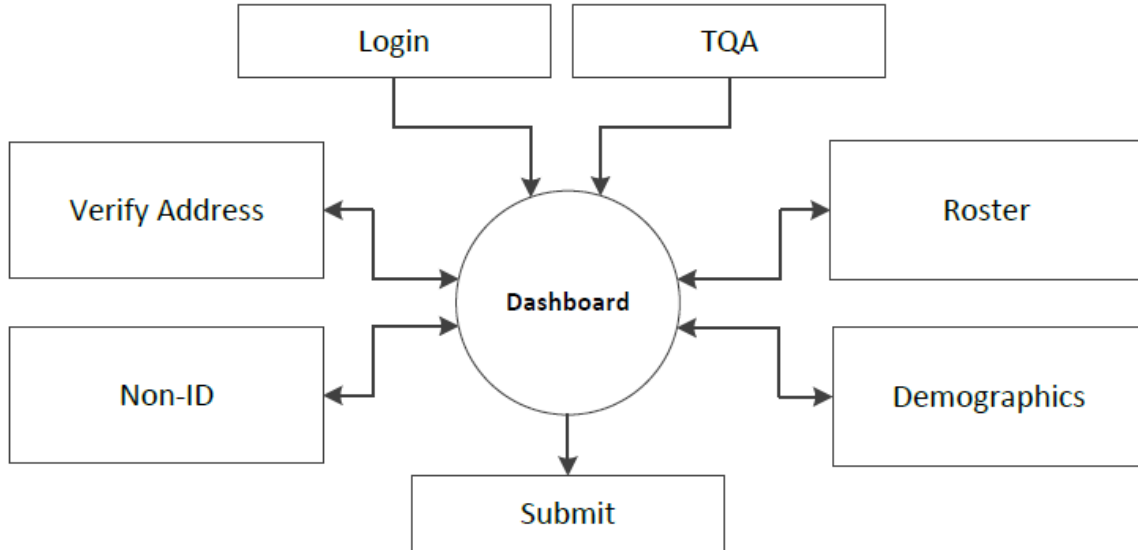 Login
TQA
Verify Address
Roster
Dashboard
Non-ID
Demographics
Submit